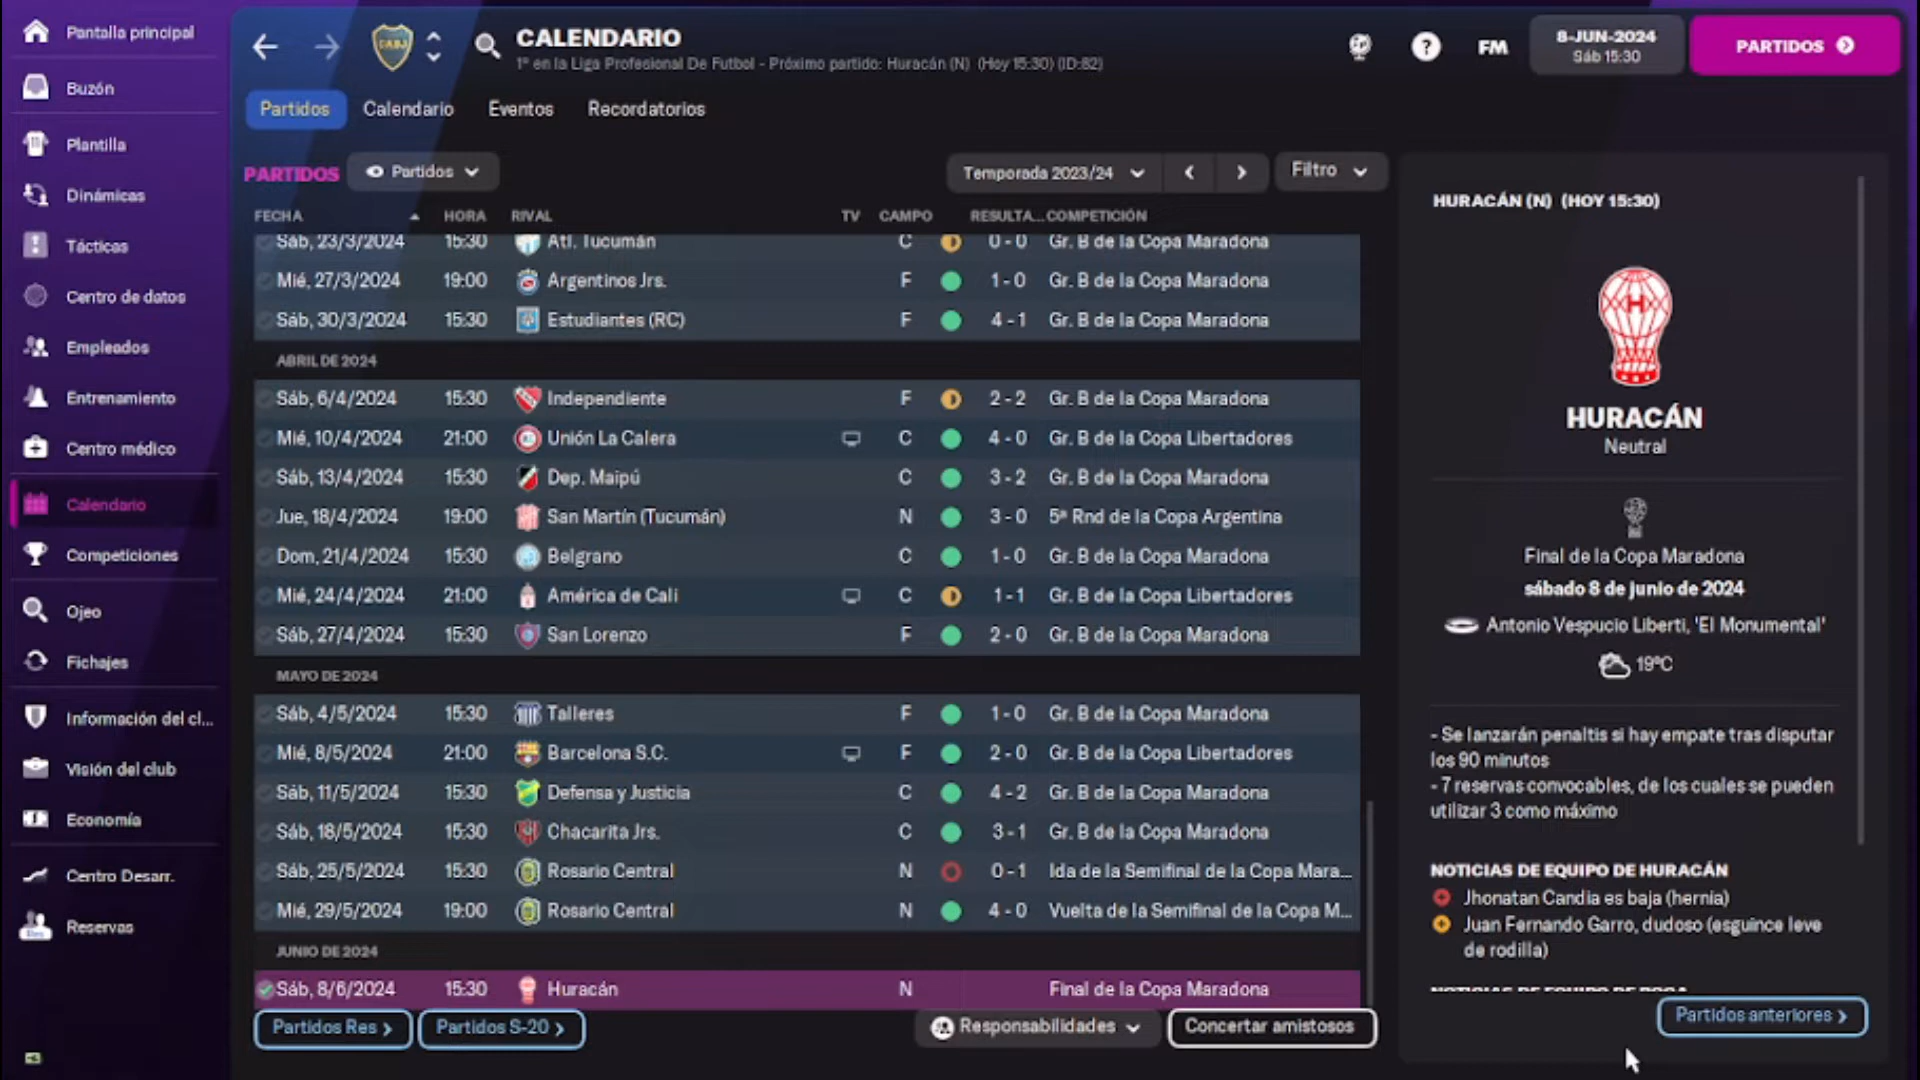 Pantalla principal
Buzón
Plantilla
Dinámicas
Tácticas
Centro de datos
Empleados
Entrenamiento
Centro médico
Calendario
Competiciones
Ojeo
Fichajes
Información del cl...
Visión del club
Economía
Centro Desarr.
Reservas
CALENDARIO
1º en la Liga Profesional De Futbol - Próximo partido: Huracán (N) (Hoy 15:30) (ID:82)
FM
8-JUN-2024
Sáb 15:30
PARTIDOS
Partidos Calendario Eventos Recordatorios
PARTIDOS Partidos Temporada 2023/24 Filtro
FECHA HORA RIVAL TV CAMPO RESULTA... COMPETICIÓN
Sáb, 23/3/2024 15:30 Atl. Tucumán C 0 - 0 Gr. B de la Copa Maradona
Mié, 27/3/2024 19:00 Argentinos Jrs. F 1 - 0 Gr. B de la Copa Maradona
Sáb, 30/3/2024 15:30 Estudiantes (RC) F 4 - 1 Gr. B de la Copa Maradona
ABRIL DE 2024
Sáb, 6/4/2024 15:30 Independiente F 2 - 2 Gr. B de la Copa Maradona
Mié, 10/4/2024 21:00 Unión La Calera C 4 - 0 Gr. B de la Copa Libertadores
Sáb, 13/4/2024 15:30 Dep. Maipú C 3 - 2 Gr. B de la Copa Maradona
Jue, 18/4/2024 19:00 San Martín (Tucumán) N 3 - 0 5ª Rnd de la Copa Argentina
Dom, 21/4/2024 15:30 Belgrano C 1 - 0 Gr. B de la Copa Maradona
Mié, 24/4/2024 21:00 América de Cali C 1 - 1 Gr. B de la Copa Libertadores
Sáb, 27/4/2024 15:30 San Lorenzo F 2 - 0 Gr. B de la Copa Maradona
MAYO DE 2024
Sáb, 4/5/2024 15:30 Talleres F 1 - 0 Gr. B de la Copa Maradona
Mié, 8/5/2024 21:00 Barcelona S.C. F 2 - 0 Gr. B de la Copa Libertadores
Sáb, 11/5/2024 15:30 Defensa y Justicia C 4 - 2 Gr. B de la Copa Maradona
Sáb, 18/5/2024 15:30 Chacarita Jrs. C 3 - 1 Gr. B de la Copa Maradona
Sáb, 25/5/2024 15:30 Rosario Central N 0 - 1 Ida de la Semifinal de la Copa Mara...
Mié, 29/5/2024 19:00 Rosario Central N 4 - 0 Vuelta de la Semifinal de la Copa M...
JUNIO DE 2024
Sáb, 8/6/2024 15:30 Huracán N Final de la Copa Maradona
Partidos Res Partidos S-20 Responsabilidades Concertar amistosos
HURACÁN (N) (HOY 15:30)
H
HURACÁN
Neutral
Final de la Copa Maradona
sábado 8 de junio de 2024
Antonio Vespucio Liberti, 'El Monumental'
19ºC
- Se lanzarán penaltis si hay empate tras disputar
los 90 minutos
- 7 reservas convocables, de los cuales se pueden
utilizar 3 como máximo
NOTICIAS DE EQUIPO DE HURACÁN
Jhonatan Candia es baja (hernia)
Juan Fernando Garro, dudoso (esguince leve
de rodilla)
NOTICIAS DE EQUIPO DE BOCA
Partidos anteriores